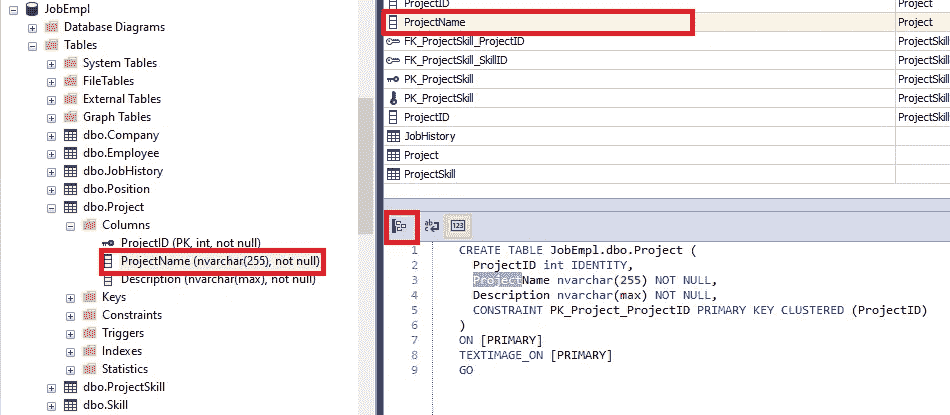 JobEmpl
Database Diagrams
Tables
System Tables
FileTables
External Tables
Graph Tables
dbo.Company
dbo.Employee
dbo.JobHistory
dbo.Position
dbo.Project
Columns
ProjectID (PK, int, not null)
ProjectName (nvarchar(255), not null)
Description (nvarchar(max), not null)
Keys
Constraints
Triggers
Indexes
Statistics
dbo.ProjectSkill
dbo.Skill
ProjectID Project
ProjectName Project
FK_ProjectSkill_ProjectID ProjectSkill
FK_ProjectSkill_SkillID ProjectSkill
PK_ProjectSkill ProjectSkill
PK_ProjectSkill ProjectSkill
ProjectID ProjectSkill
JobHistory
Project
ProjectSkill
ab 123
1 CREATE TABLE JobEmpl.dbo.Project (
2 ProjectID int IDENTITY,
3 ProjectName nvarchar(255) NOT NULL,
4 Description nvarchar(max) NOT NULL,
5 CONSTRAINT PK_Project_ProjectID PRIMARY KEY CLUSTERED (ProjectID)
6 )
7 ON [PRIMARY]
8 TEXTIMAGE_ON [PRIMARY]
9 GO